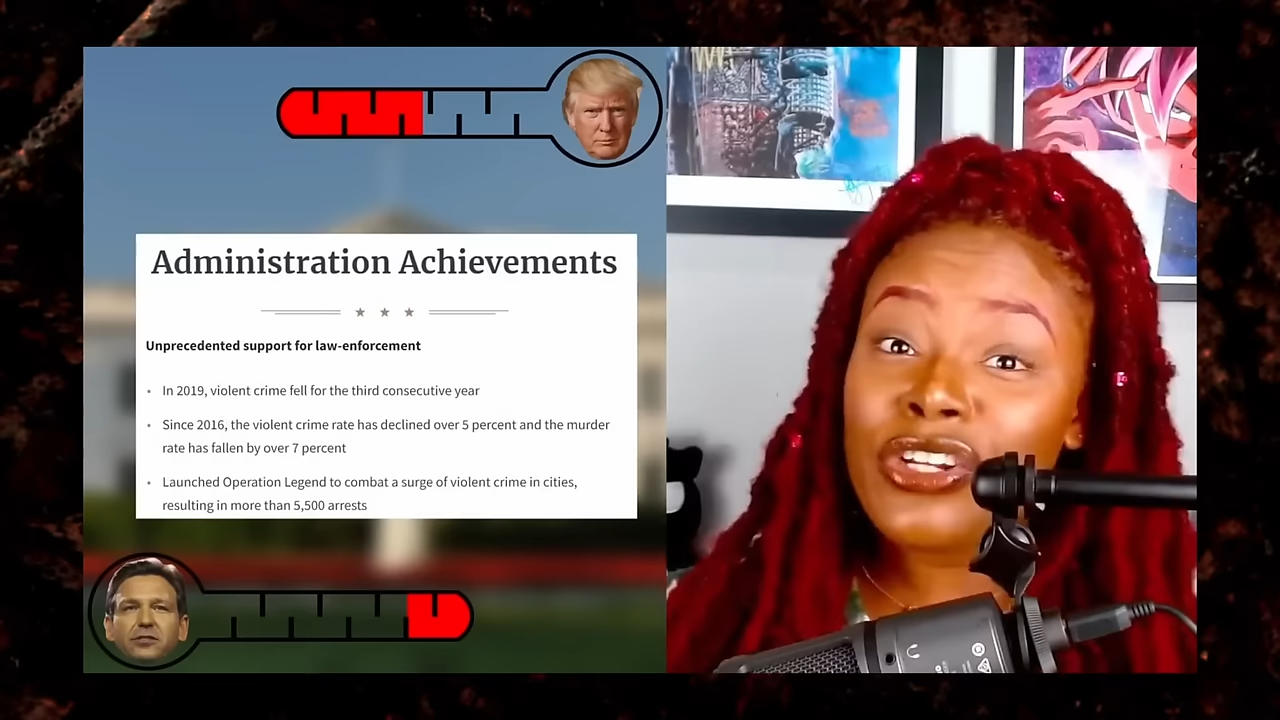 Administration Achievements
Unprecedented support for law-enforcement
In 2019, violent crime fell for the third consecutive year
Since 2016, the violent crime rate has declined over 5 percent and the murder
rate has fallen by over 7 percent
Launched Operation Legend to combat a surge of violent crime in cities,
resulting in more than 5,500 arrests